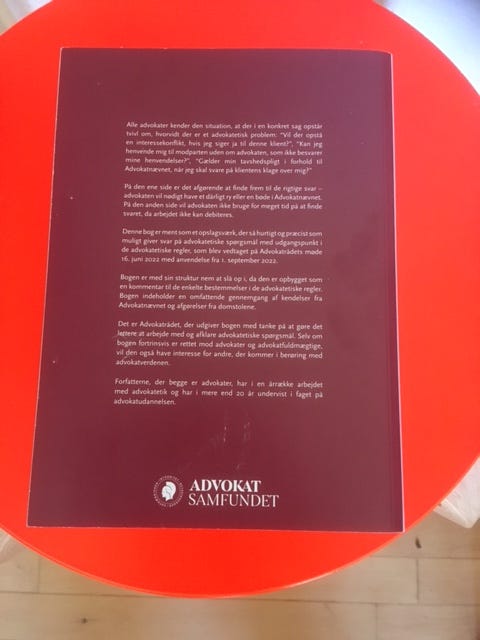 Alle advokater kender den situation, at der i en konkret sag opstår
tvivl om, hvorvidt der er et advokatetisk problem: "Vil der opstå
en interessekonflikt, hvis jeg siger ja til denne klient?", "Kan jeg
henvende mig til modparten uden om advokaten, som ikke besvarer
mine henvendelser?", "Gælder min tavshedspligt i forhold til
Advokatnævnet, når jeg skal svare på klientens klage over mig?"
På den ene side er det afgørende at finde frem til de rigtige svar –
advokaten vil nødigt have et dårligt ry eller en bøde i Advokatnævnet.
På den anden side vil advokaten ikke bruge for meget tid på at finde
svaret, da arbejdet ikke kan debiteres.
Denne bog er ment som et opslagsværk, der så hurtigt og præcist som
muligt giver svar på advokatetiske spørgsmål med udgangspunkt i
de advokatetiske regler, som blev vedtaget på Advokatrådets møde
16. juni 2022 med anvendelse fra 1. september 2022.
Bogen er med sin struktur nem at slå op i, da den er opbygget som
en kommentar til de enkelte bestemmelser i de advokatetiske regler.
Bogen indeholder en omfattende gennemgang af kendelser fra
Advokatnævnet og afgørelser fra domstolene.
Det er Advokatrådet, der udgiver bogen med tanke på at gøre det
lettere at arbejde med og afklare advokatetiske spørgsmål. Selv om
bogen fortrinsvis er rettet mod advokater og advokatfuldmægtige,
vil den også have interesse for andre, der kommer i berøring med
advokatverdenen.
Forfatterne, der begge er advokater, har i en årrække arbejdet
med advokatetik og har i mere end 20 år undervist i faget på
advokatuddannelsen.
ADVOKAT
SAMFUNDET